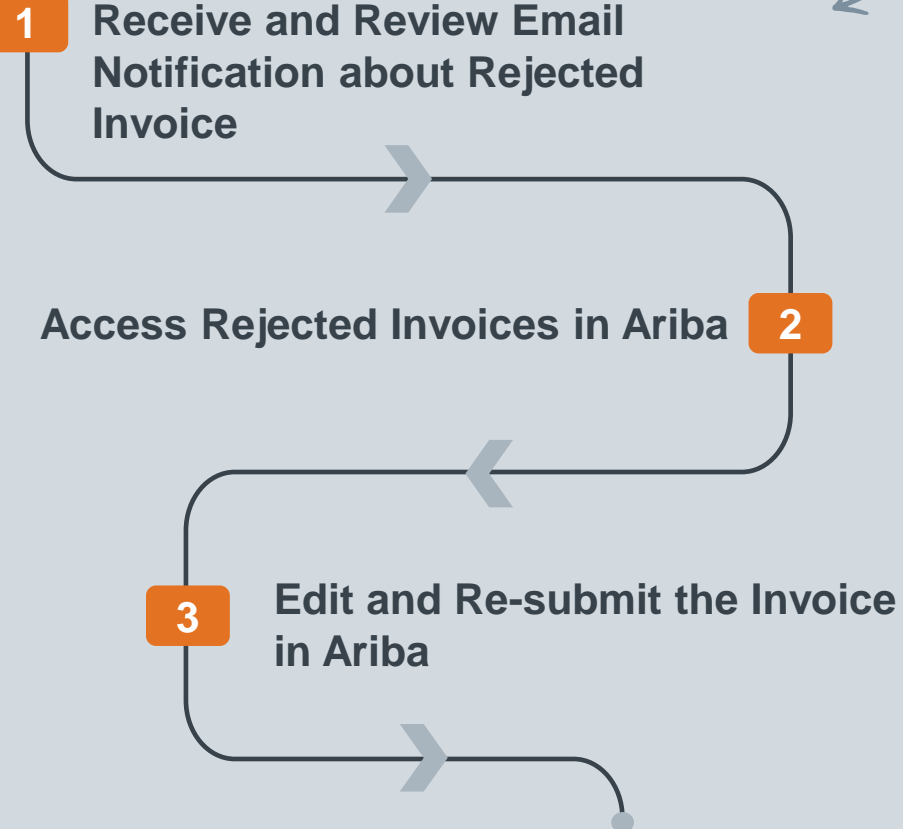 1
Receive and Review Email
Notification about Rejected
Invoice
Access Rejected Invoices in Ariba
2
3
Edit and Re-submit the Invoice
in Ariba